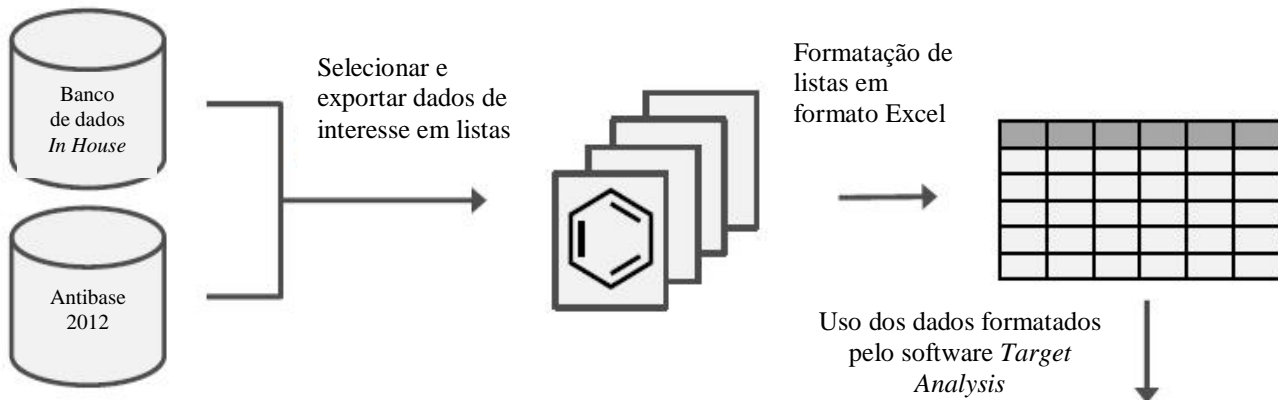 Banco
de dados
In House
Antibase
2012
Selecionar e
exportar dados de
interesse em listas
Formatação de
listas em
formato Excel
Uso dos dados formatados
pelo software Target
Analysis